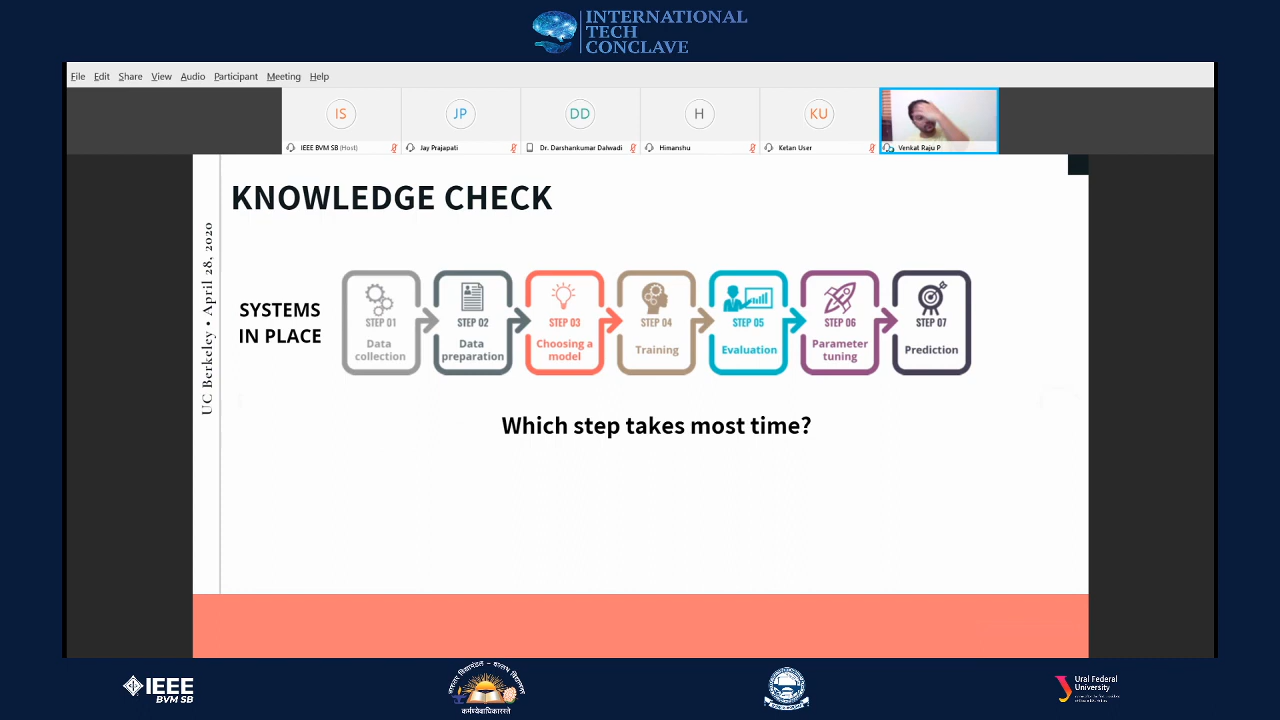 INTERNATIONAL
TECH
CONCLAVE
File Edit Share View Audio Participant Meeting Help
IS JP DD H KU
IEEE BVM SB (Host) Jay Prajapati Dr. Darshankumar Dalwadi Himanshu Ketan User Venkat Raju P
KNOWLEDGE CHECK
UC Berkeley • April 28, 2020
SYSTEMS
IN PLACE
STEP 01 STEP 02 STEP 03 STEP 04 STEP 05 STEP 06 STEP 07
Data collection
Data preparation
Choosing a model
Training
Evaluation
Parameter tuning
Prediction
Which step takes most time?
IEEE
BVM SB
कर्मण्येवाधिकारस्ते
Ural Federal
University